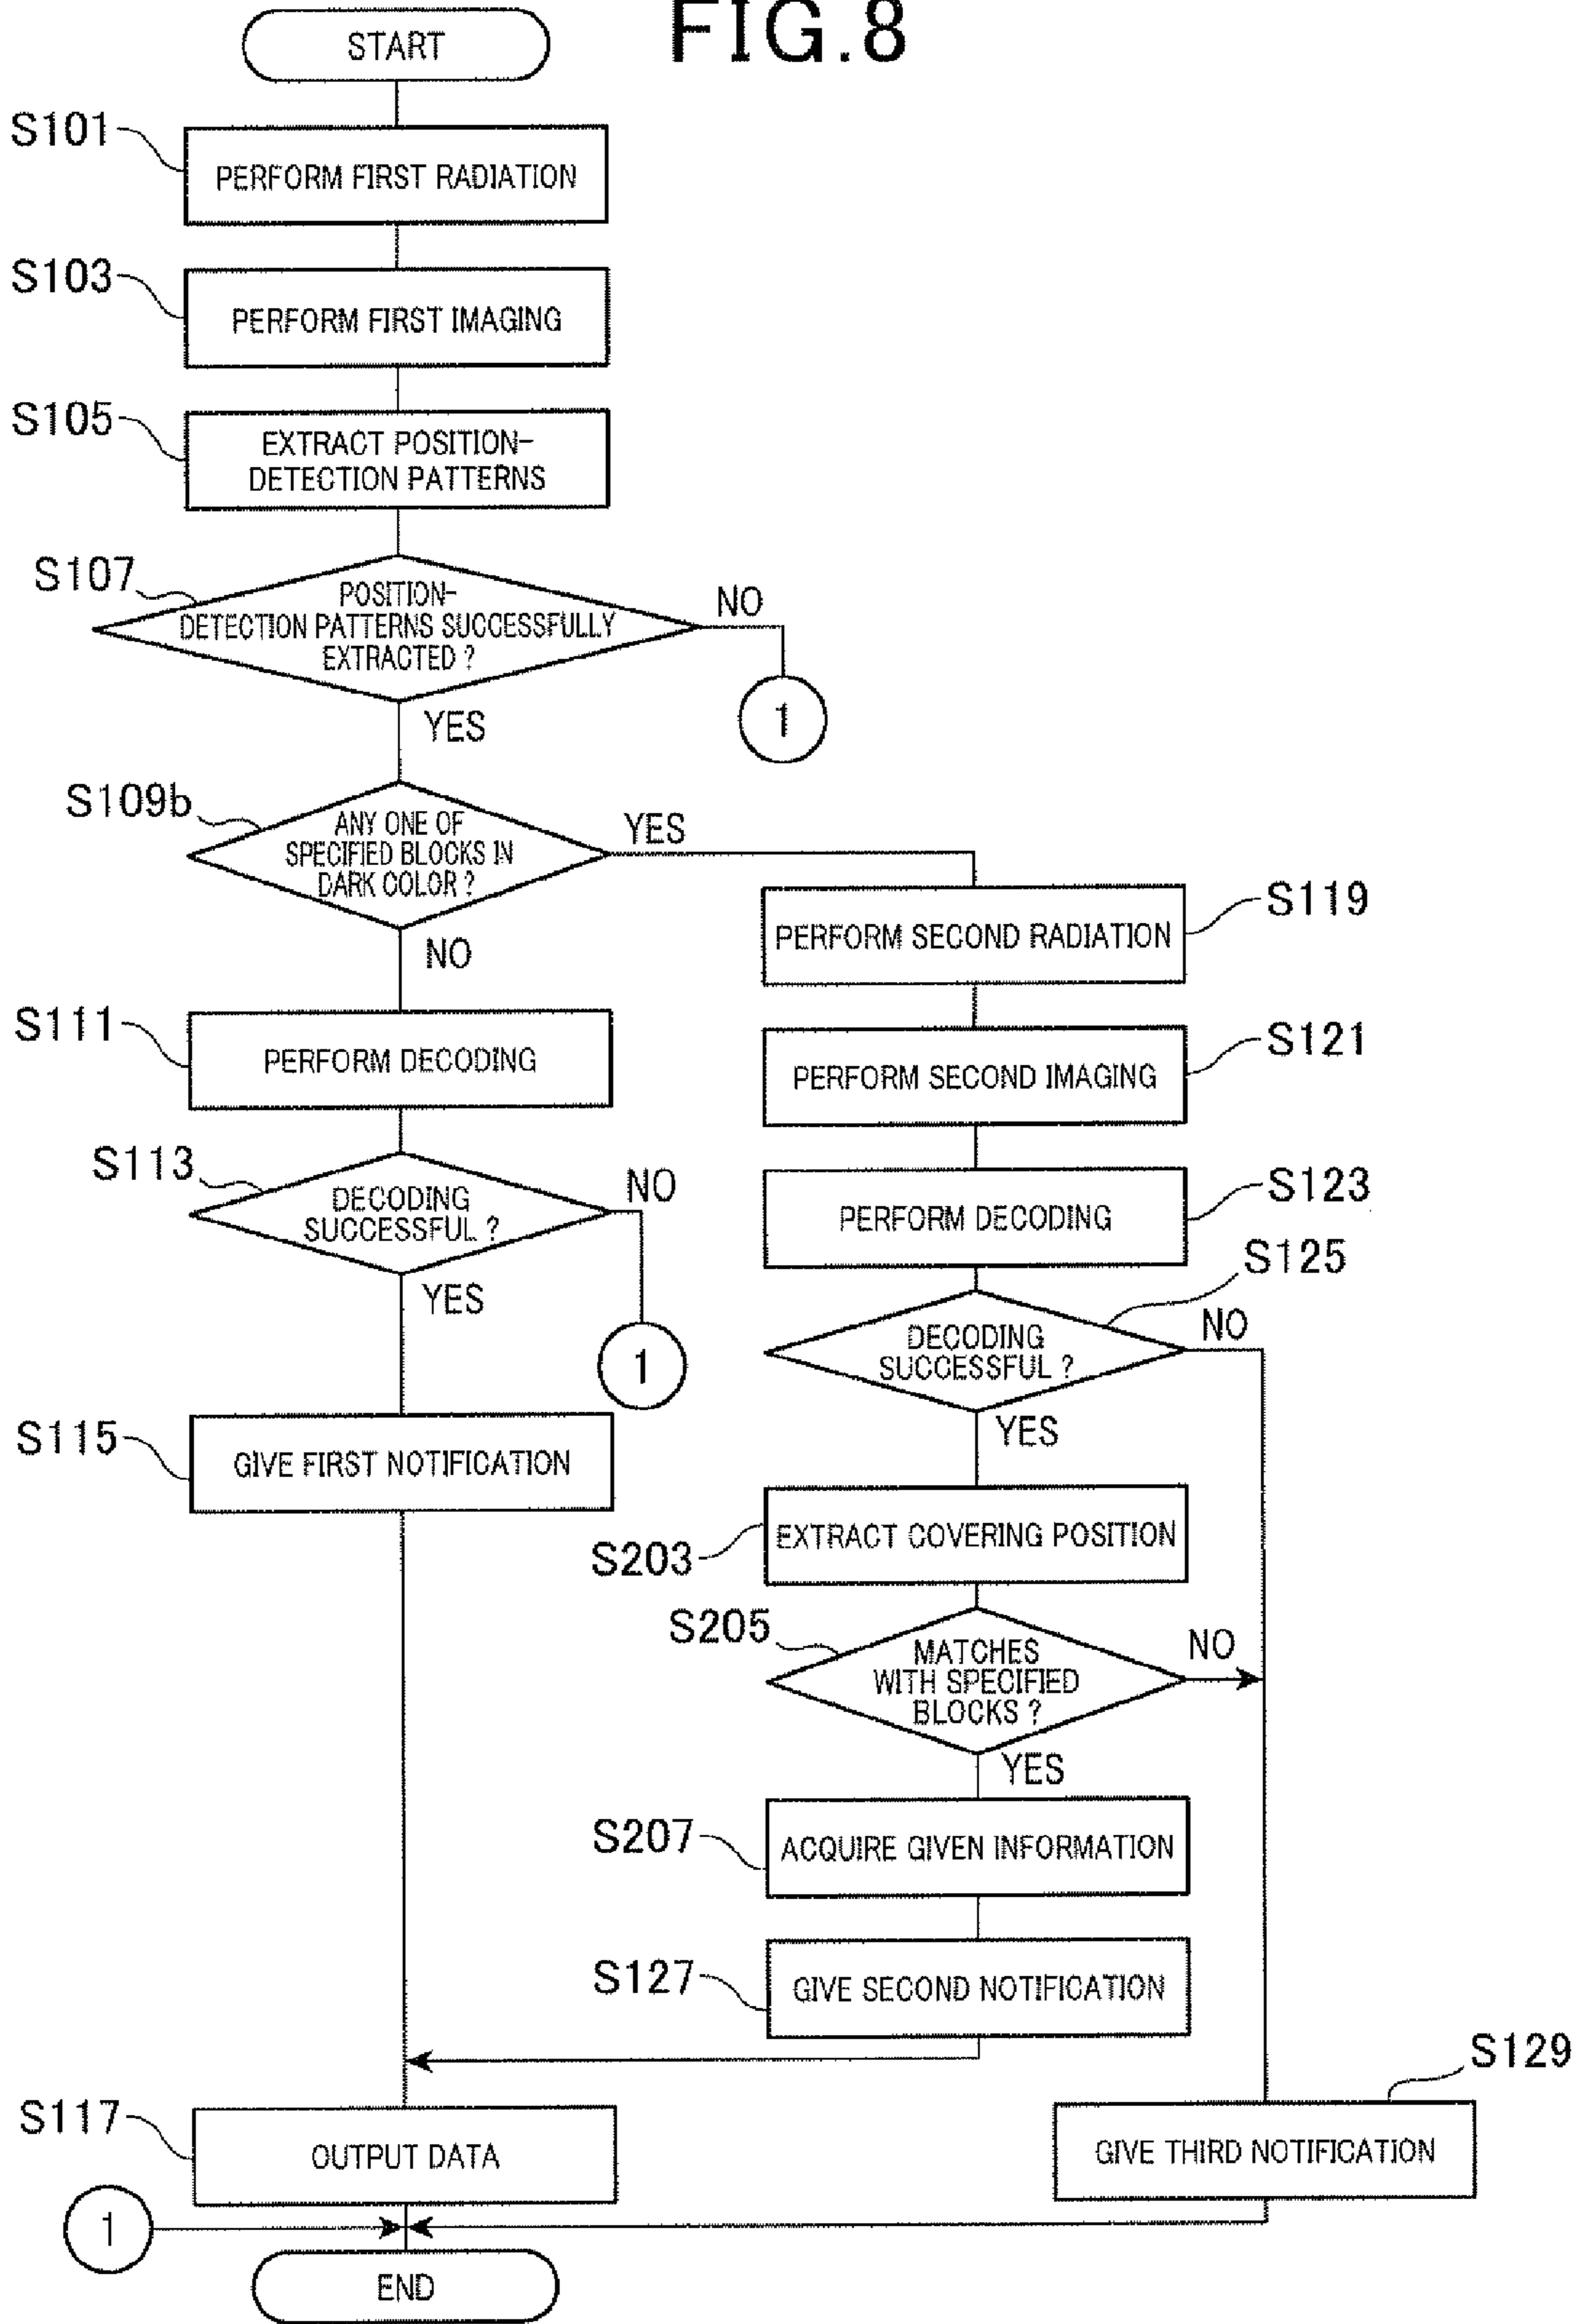 FIG.8
START
S101
PERFORM FIRST RADIATION
S103
PERFORM FIRST IMAGING
S105
EXTRACT POSITION-
DETECTION PATTERNS
S107
POSITION-
DETECTION PATTERNS SUCCESSFULLY
EXTRACTED ?
NO
1
YES
S109b
ANY ONE OF
SPECIFIED BLOCKS IN
DARK COLOR ?
YES
NO
S111
PERFORM DECODING
S113
DECODING
SUCCESSFUL ?
NO
1
YES
S115
GIVE FIRST NOTIFICATION
S119
PERFORM SECOND RADIATION
S121
PERFORM SECOND IMAGING
S123
PERFORM DECODING
S125
DECODING
SUCCESSFUL ?
NO
YES
S203
EXTRACT COVERING POSITION
S205
MATCHES
WITH SPECIFIED
BLOCKS ?
NO
YES
S207
ACQUIRE GIVEN INFORMATION
S127
GIVE SECOND NOTIFICATION
S129
GIVE THIRD NOTIFICATION
S117
OUTPUT DATA
1
END